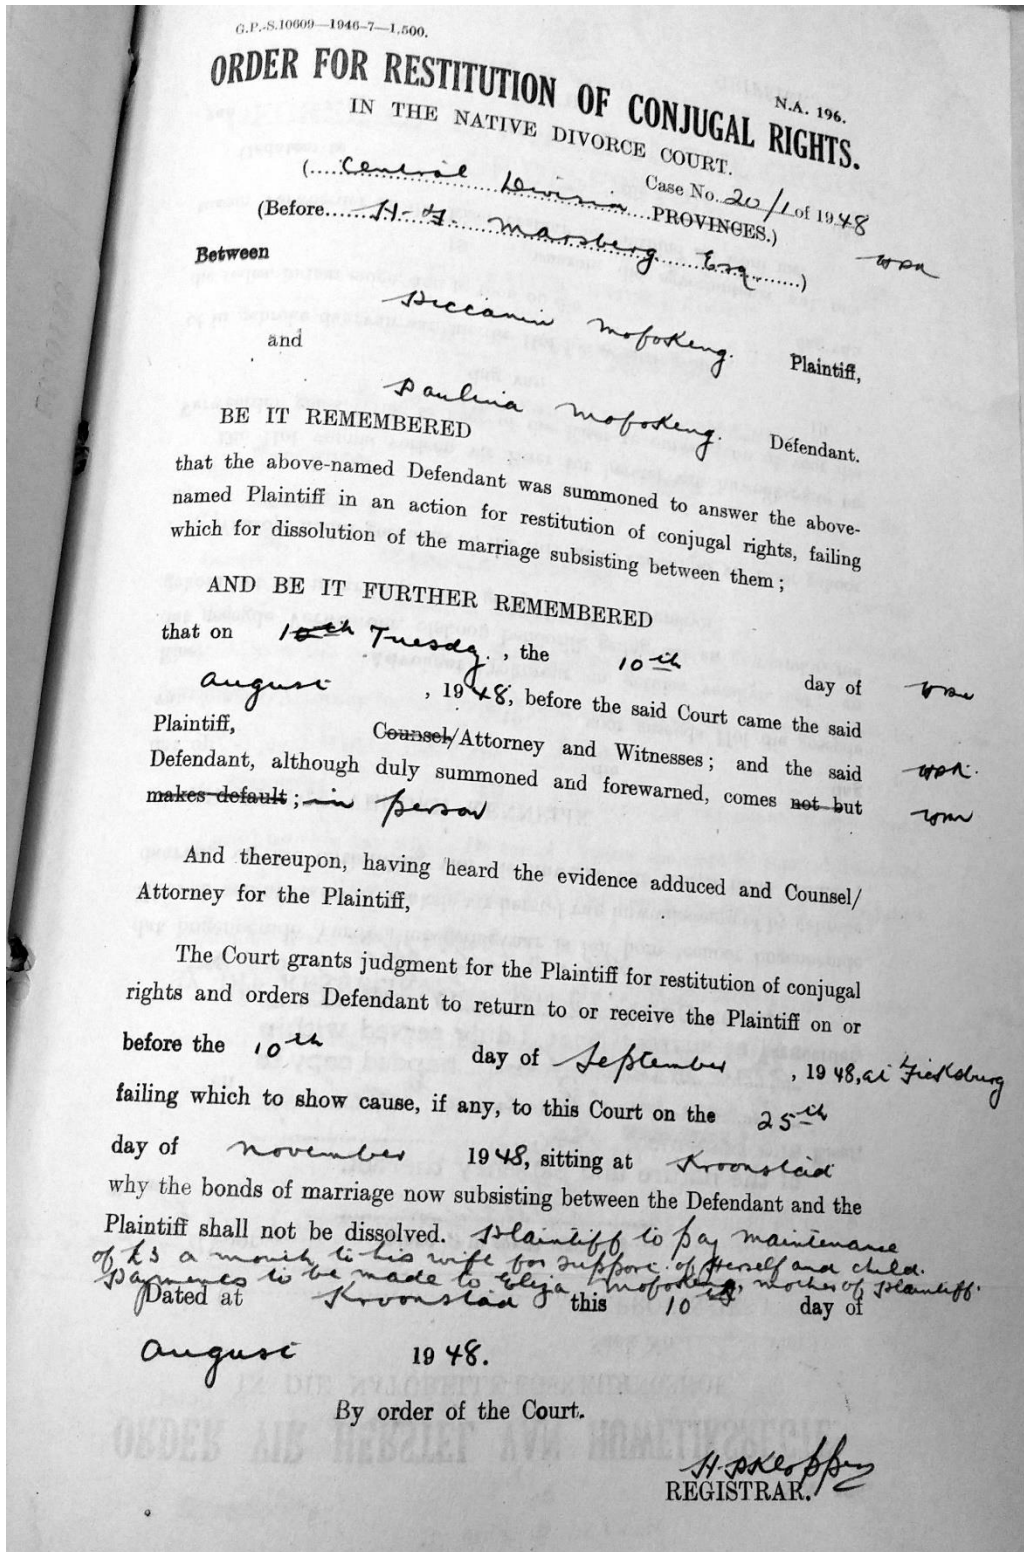 G.P.-S.10609—1946-7—1,500.
ORDER FOR RESTITUTION OF CONJUGAL RIGHTS.
N.A. 196.
IN THE NATIVE DIVORCE COURT.
Case No. 20/1 of 1948
(....Central Division....PROVINCES.)
(Before.....H. F. Marsberg Esq......)
Between
Piccanin Mofokeng. Plaintiff,
and
Paulina Mofokeng. Defendant.
BE IT REMEMBERED
that the above-named Defendant was summoned to answer the above-
named Plaintiff in an action for restitution of conjugal rights, failing
which for dissolution of the marriage subsisting between them ;
AND BE IT FURTHER REMEMBERED
that on 10th Tuesday. , the 10th day of
August , 1948, before the said Court came the said
Plaintiff, Counsel/Attorney and Witnesses ; and the said
Defendant, although duly summoned and forewarned, comes not but
makes default ; in person
And thereupon, having heard the evidence adduced and Counsel/
Attorney for the Plaintiff,
The Court grants judgment for the Plaintiff for restitution of conjugal
rights and orders Defendant to return to or receive the Plaintiff on or
before the 10th day of September , 1948, at Ficksburg
failing which to show cause, if any, to this Court on the 25th
day of November 1948, sitting at Kroonstad
why the bonds of marriage now subsisting between the Defendant and the
Plaintiff shall not be dissolved. Plaintiff to pay maintenance
of £3 a month to his wife for support of Herself and child.
Payments to be made to Elija Mofokeng, mother of Plaintiff.
Dated at Kroonstad this 10th day of
August 1948.
By order of the Court.
REGISTRAR.